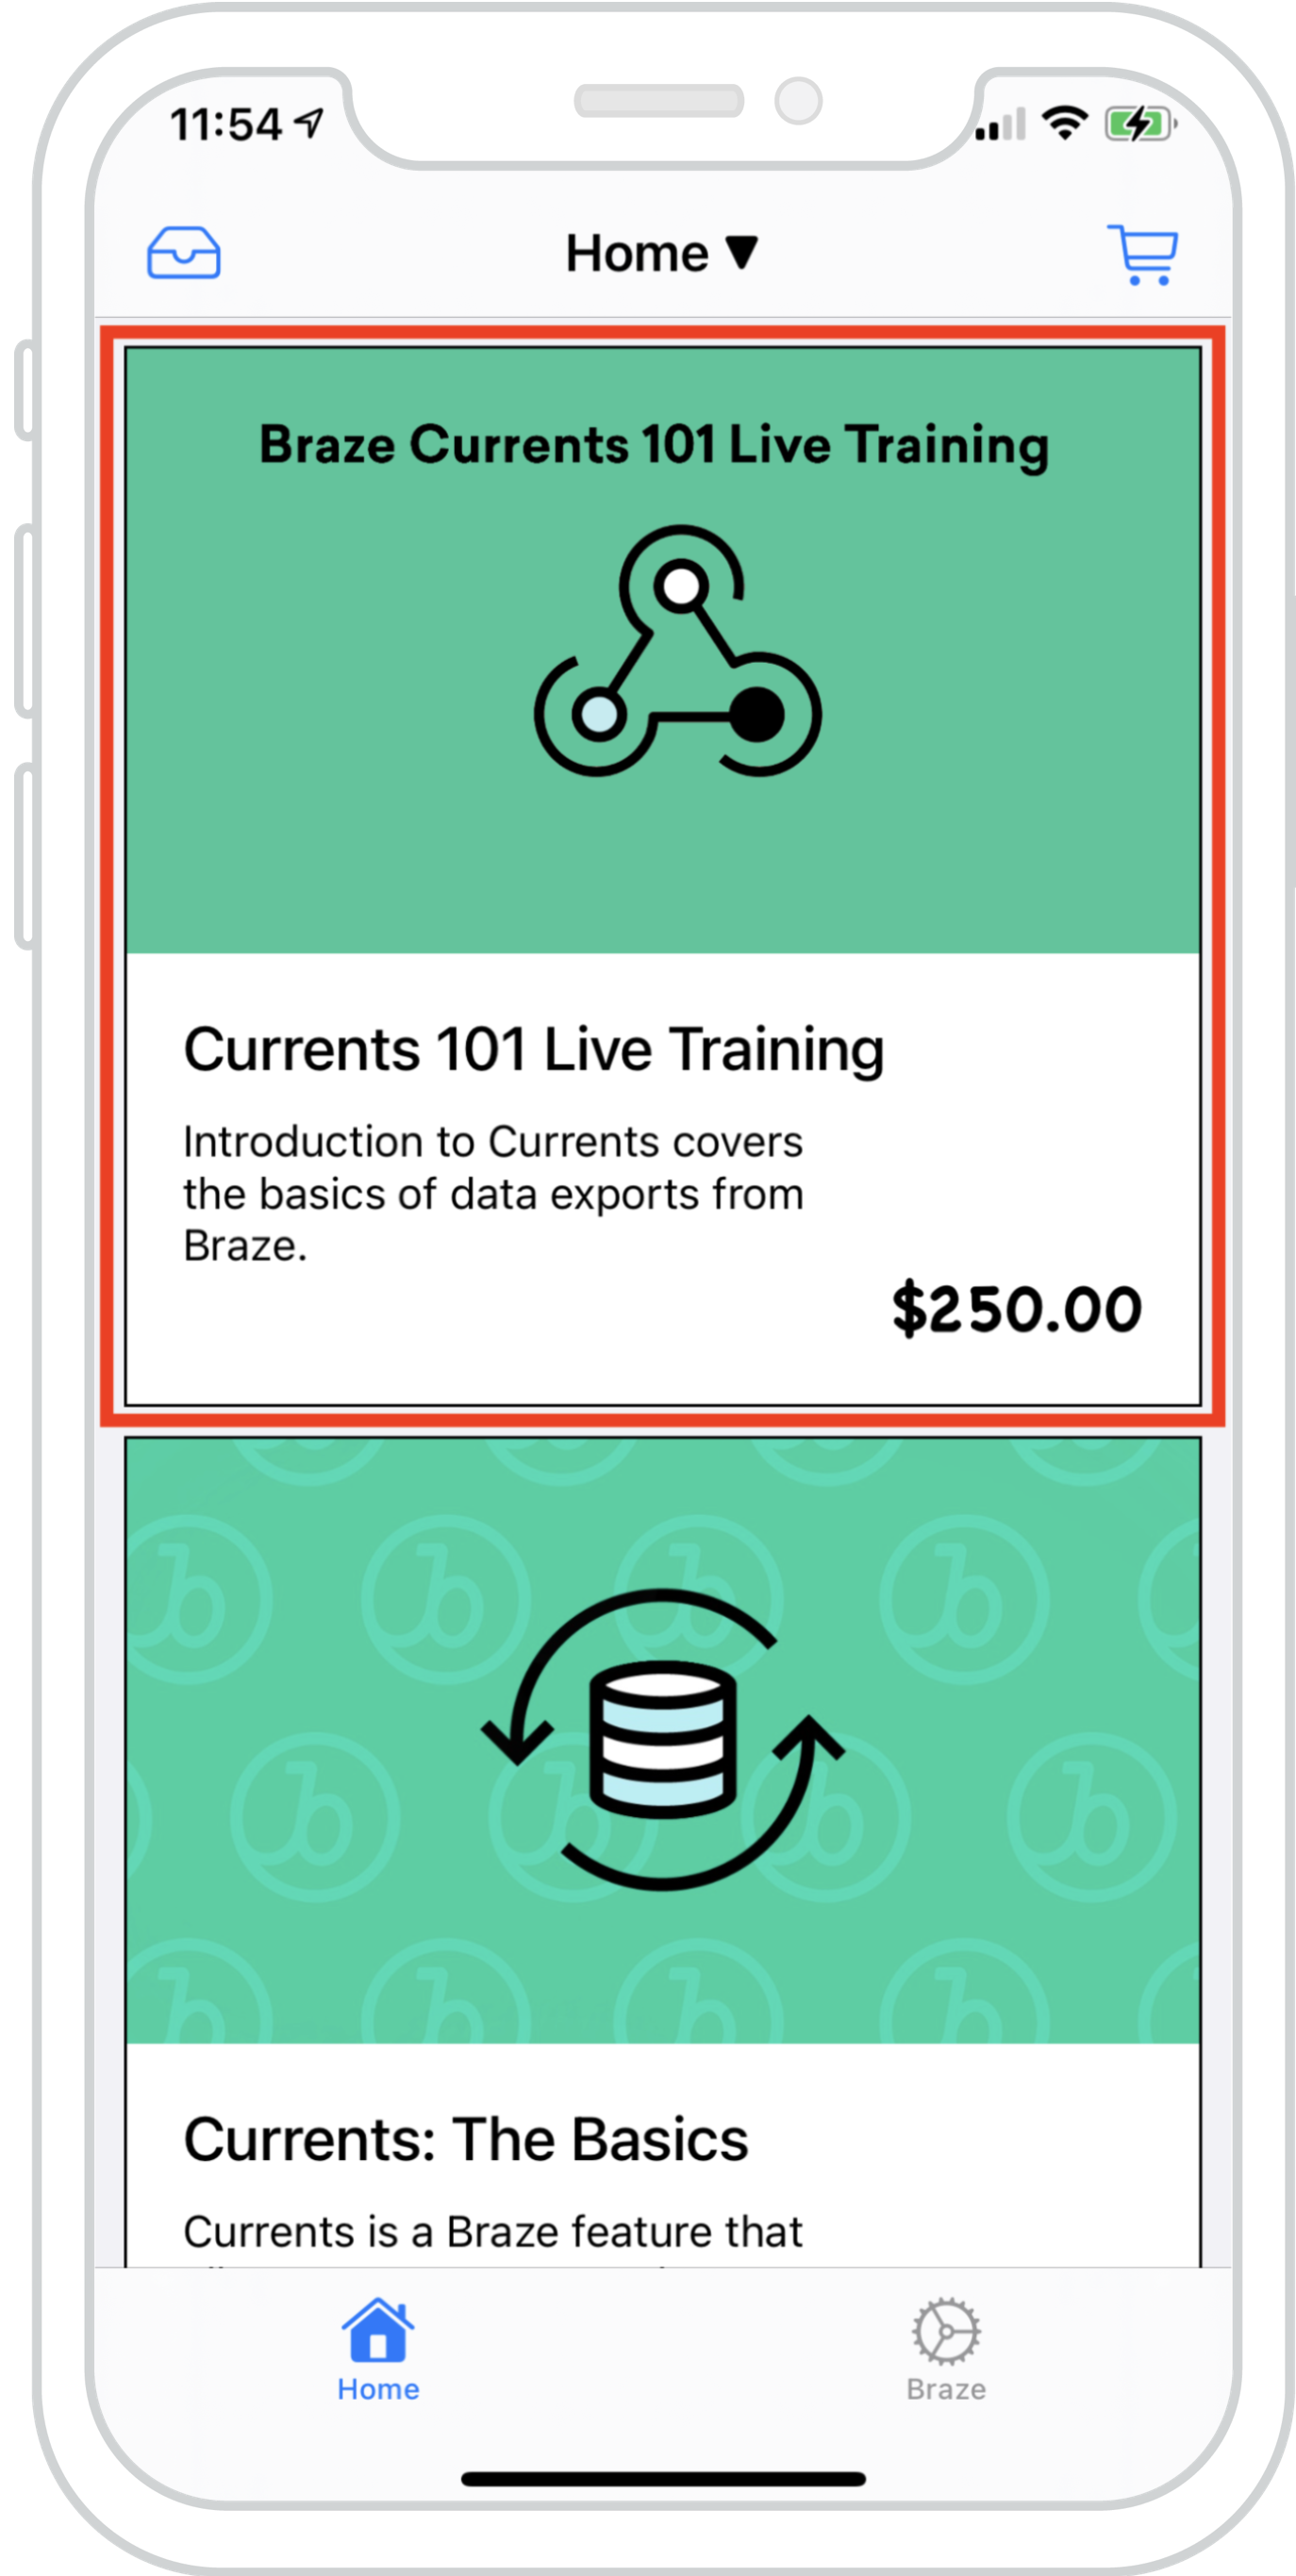 11:54
Home ▼
Braze Currents 101 Live Training
Currents 101 Live Training
Introduction to Currents covers
the basics of data exports from
Braze.
$250.00
Currents: The Basics
Currents is a Braze feature that
Home
Braze